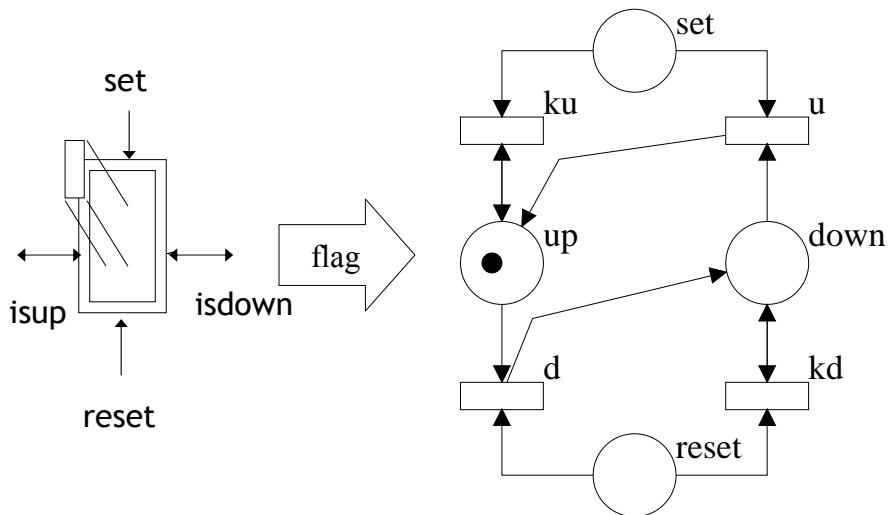 set
isup
isdown
reset
flag
set
ku
u
up
down
d
kd
reset